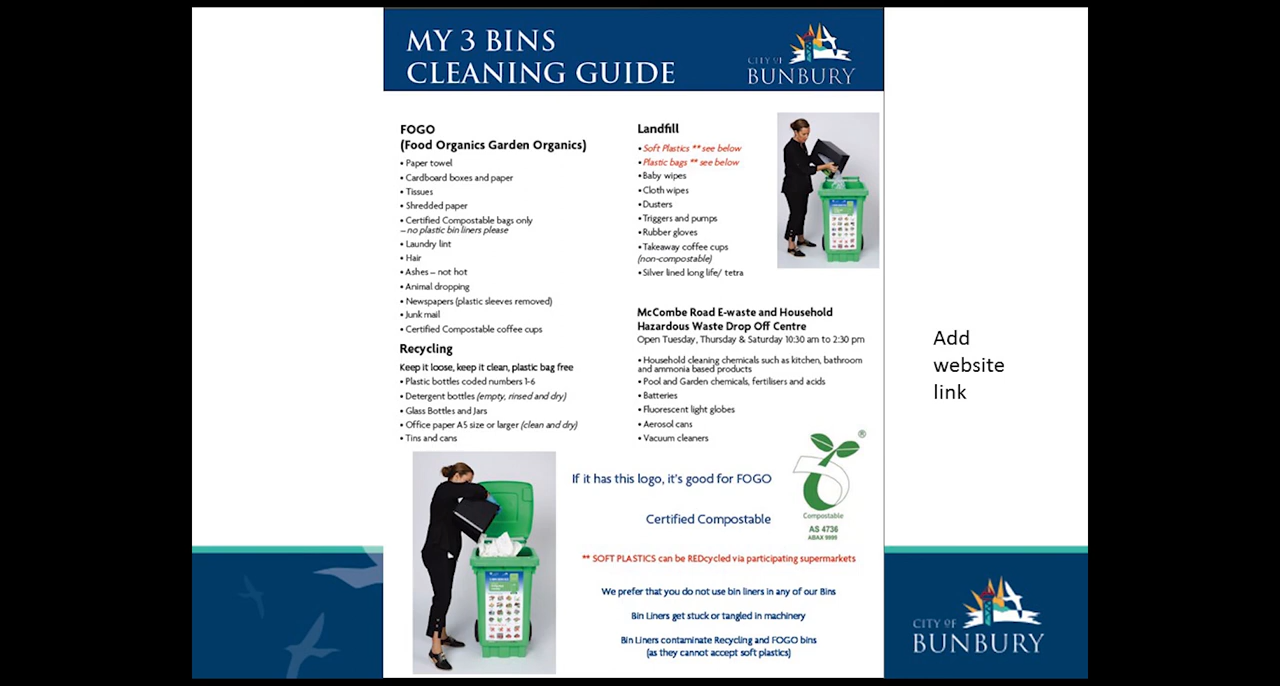 MY 3 BINS
CLEANING GUIDE
CITY OF
BUNBURY
FOGO
(Food Organics Garden Organics)
• Paper towel
• Cardboard boxes and paper
• Tissues
• Shredded paper
• Certified Compostable bags only
– no plastic bin liners please
• Laundry lint
• Hair
• Ashes – not hot
• Animal dropping
• Newspapers (plastic sleeves removed)
• Junk mail
• Certified Compostable coffee cups
Recycling
Keep it loose, keep it clean, plastic bag free
• Plastic bottles coded numbers 1-6
• Detergent bottles (empty, rinsed and dry)
• Glass Bottles and Jars
• Office paper A5 size or larger (clean and dry)
• Tins and cans
Landfill
• Soft Plastics ** see below
• Plastic bags ** see below
• Baby wipes
• Cloth wipes
• Dusters
• Triggers and pumps
• Rubber gloves
• Takeaway coffee cups
(non-compostable)
• Silver lined long life/ tetra
McCombe Road E-waste and Household
Hazardous Waste Drop Off Centre
Open Tuesday, Thursday & Saturday 10:30 am to 2:30 pm
• Household cleaning chemicals such as kitchen, bathroom
and ammonia based products
• Pool and Garden chemicals, fertilisers and acids
• Batteries
• Fluorescent light globes
• Aerosol cans
• Vacuum cleaners
If it has this logo, it's good for FOGO
Certified Compostable
®
Compostable
AS 4736
ABAX 9999
** SOFT PLASTICS can be REDcycled via participating supermarkets
We prefer that you do not use bin liners in any of our Bins
Bin Liners get stuck or tangled in machinery
Bin Liners contaminate Recycling and FOGO bins
(as they cannot accept soft plastics)
Add
website
link
CITY OF
BUNBURY